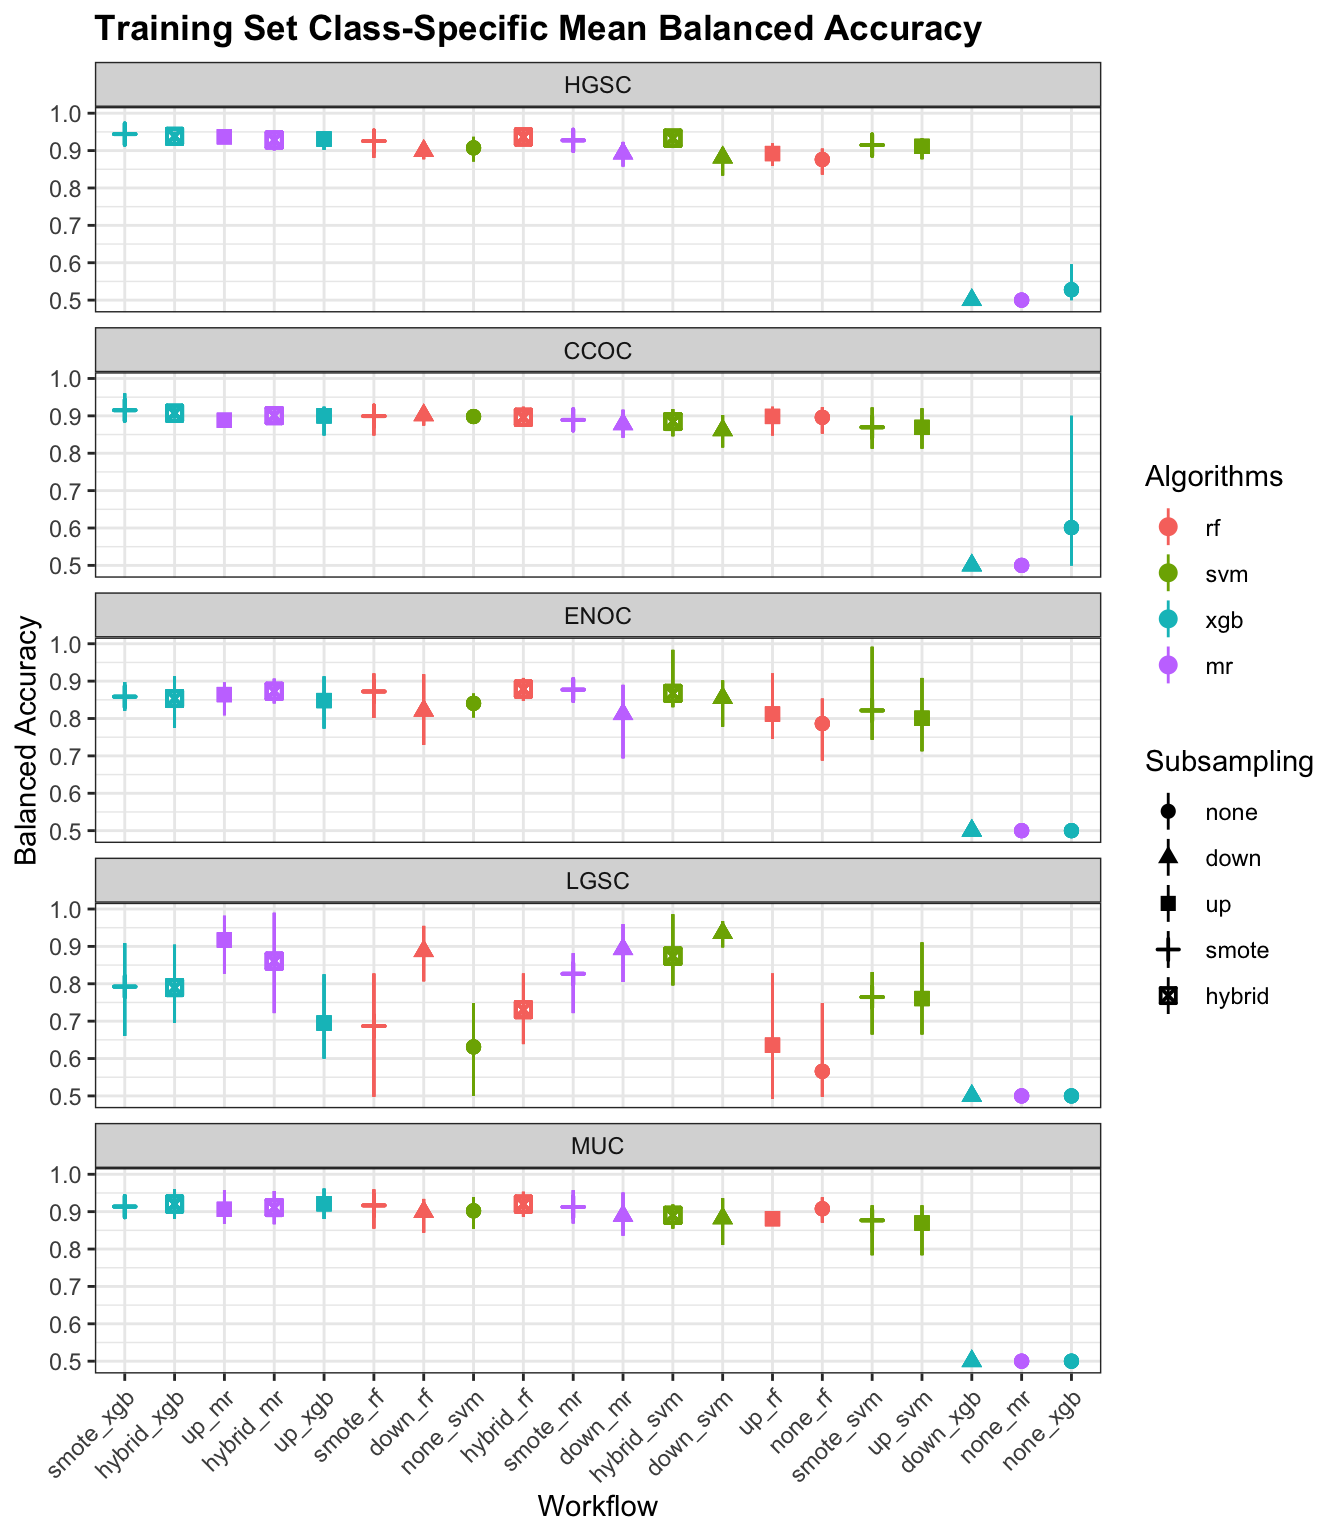 Training Set Class-Specific Mean Balanced Accuracy
HGSC
1.0
0.9
0.8
0.7
0.6
0.5
CCOC
1.0
0.9
0.8
0.7
0.6
0.5
ENOC
1.0
0.9
0.8
0.7
0.6
0.5
LGSC
1.0
0.9
0.8
0.7
0.6
0.5
MUC
1.0
0.9
0.8
0.7
0.6
0.5
Balanced Accuracy
smote_xgb
hybrid_xgb
up_mr
hybrid_mr
up_xgb
smote_rf
down_rf
none_svm
hybrid_rf
smote_mr
down_mr
hybrid_svm
down_svm
up_rf
none_rf
smote_svm
up_svm
down_xgb
none_mr
none_xgb
Workflow
Algorithms
rf
svm
xgb
mr
Subsampling
none
down
up
smote
hybrid